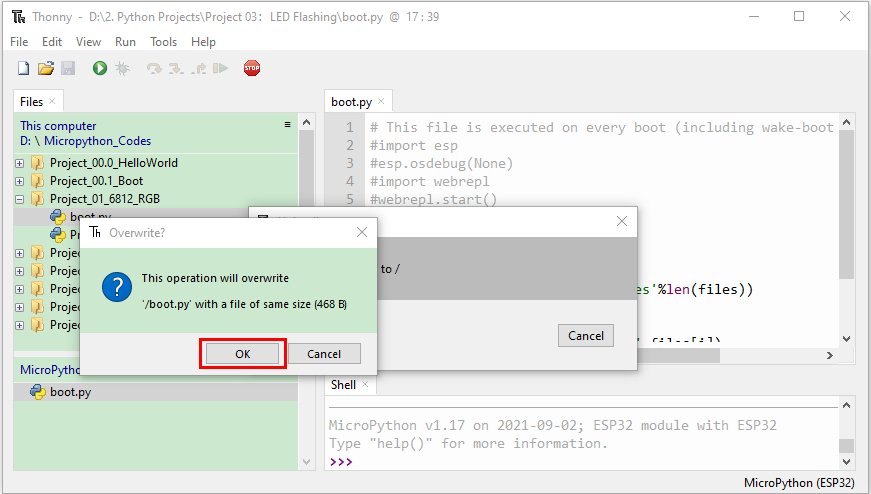 Thonny - D:\2. Python Projects\Project 03: LED Flashing\boot.py @ 17:39
File Edit View Run Tools Help
STOP
Files
This computer
D: \ Micropython_Codes
Project_00.0_HelloWorld
Project_00.1_Boot
Project_01_6812_RGB
boot.py
Projec
Projec
Projec
Projec
Projec
MicroPytho
boot.py
boot.py
1 # This file is executed on every boot (including wake-boot
2 #import esp
3 #esp.osdebug(None)
4 #import webrepl
5 #webrepl.start()
es'%len(files))
files[i])
to /
Cancel
Th Overwrite?
This operation will overwrite
'/boot.py' with a file of same size (468 B)
OK Cancel
Shell
MicroPython v1.17 on 2021-09-02; ESP32 module with ESP32
Type "help()" for more information.
>>>
MicroPython (ESP32)